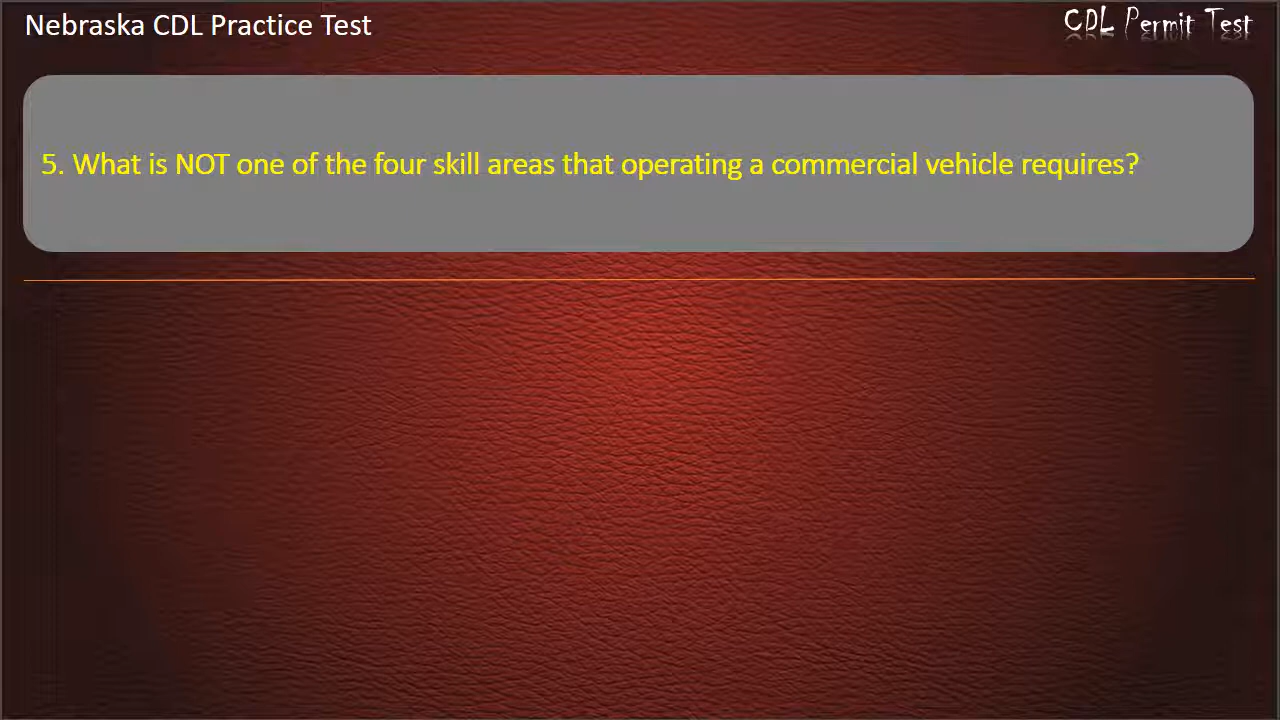 Nebraska CDL Practice Test
CDL Permit Test
5. What is NOT one of the four skill areas that operating a commercial vehicle requires?